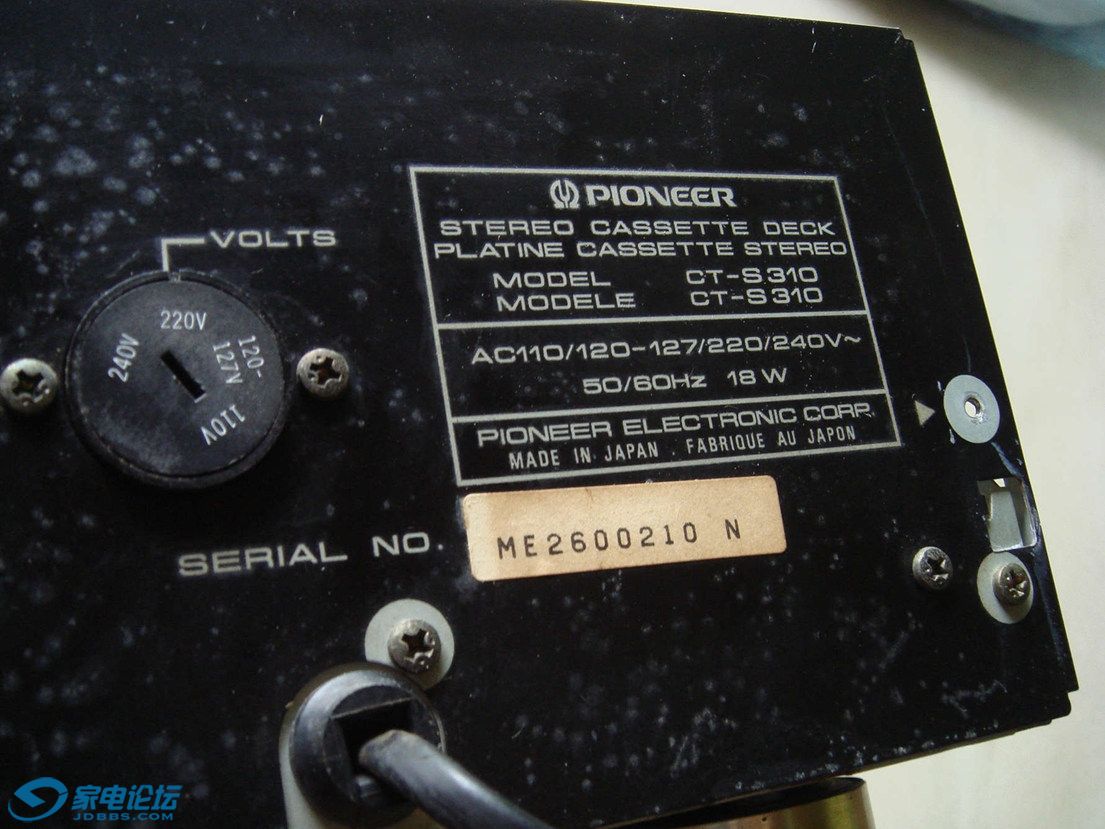 PIONEER
STEREO CASSETTE DECK
PLATINE CASSETTE STEREO
MODEL CT-S310
MODELE CT-S310
AC110/120-127/220/240V~
50/60Hz 18 W
PIONEER ELECTRONIC CORP.
MADE IN JAPAN . FABRIQUE AU JAPON
VOLTS
220V
240V
120-
127V
110V
SERIAL NO. ME2600210 N
家电论坛
JDBBS.COM